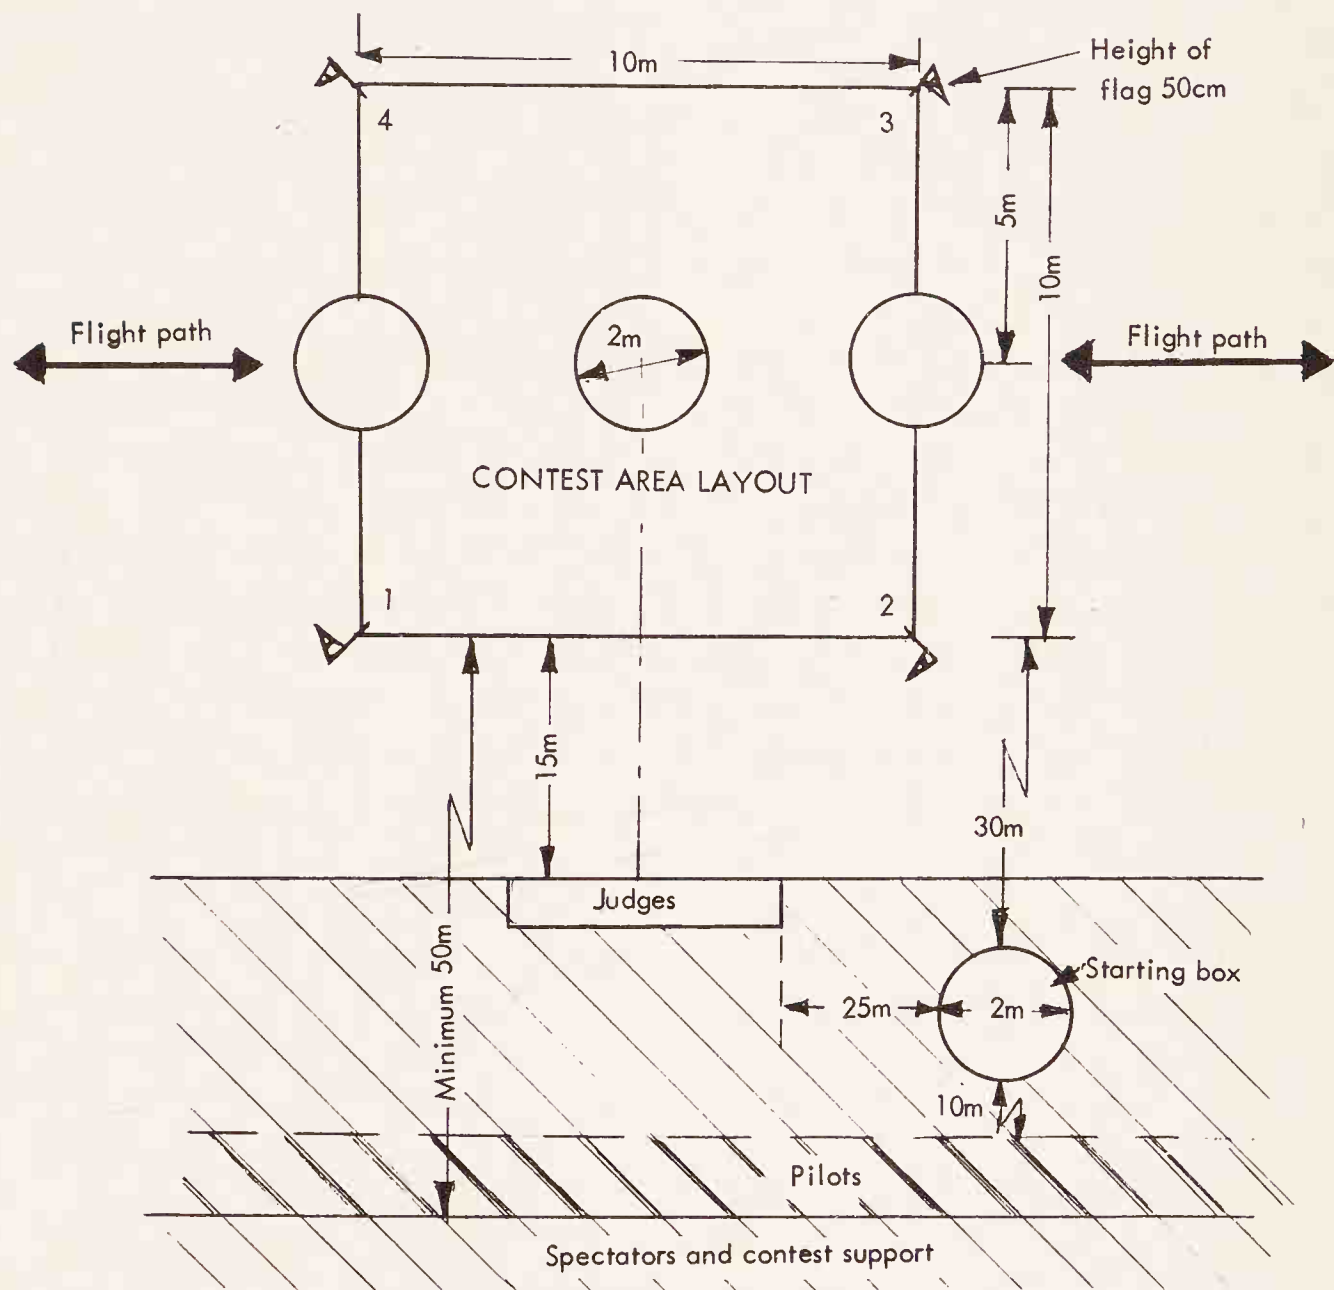 10m
Height of
flag 50cm
4
3
5m
10m
Flight path
2m
Flight path
CONTEST AREA LAYOUT
1
2
15m
30m
Judges
Minimum 50m
Starting box
25m
2m
10m
Pilots
Spectators and contest support